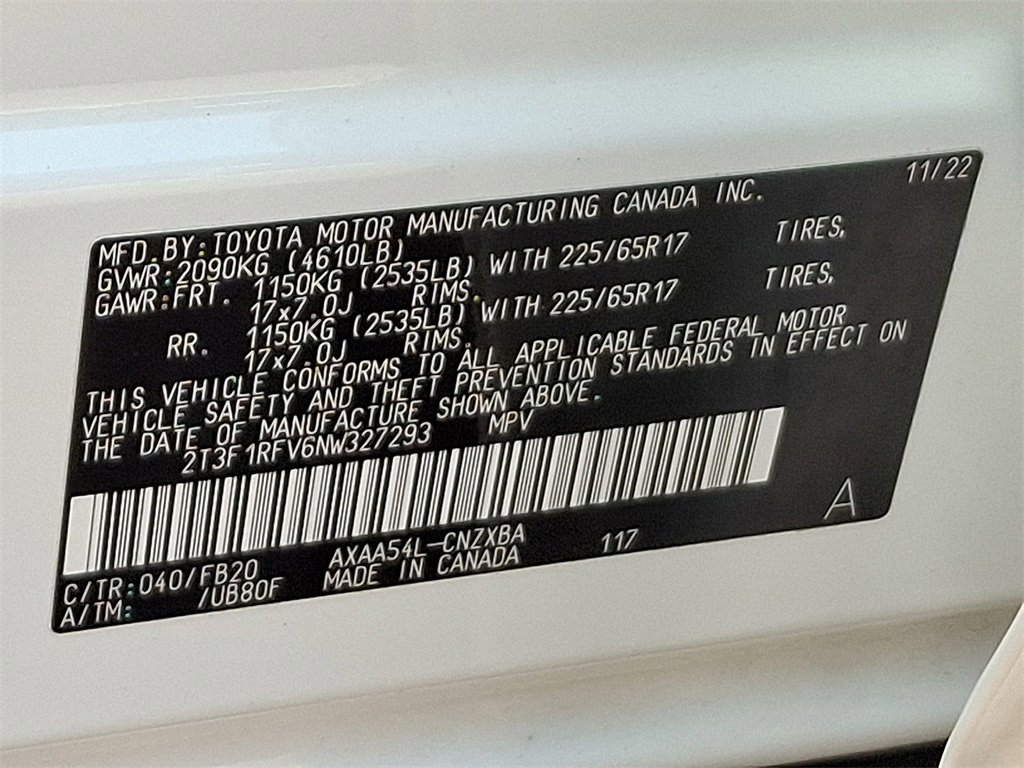 11/22
MFD.BY:TOYOTA MOTOR MANUFACTURING CANADA INC.
GVWR:2090KG (4610LB)
GAWR:FRT. 1150KG (2535LB) WITH 225/65R17 TIRES,
17x7.0J RIMS.
RR. 1150KG (2535LB) WITH 225/65R17 TIRES,
17x7.0J RIMS.
THIS VEHICLE CONFORMS TO ALL APPLICABLE FEDERAL MOTOR
VEHICLE SAFETY AND THEFT PREVENTION STANDARDS IN EFFECT ON
THE DATE OF MANUFACTURE SHOWN ABOVE.
2T3F1RFV6NW327293 MPV
A
AXAA54L-CNZXBA 117
C/TR:040/FB20 MADE IN CANADA
A/TM: /UB80F